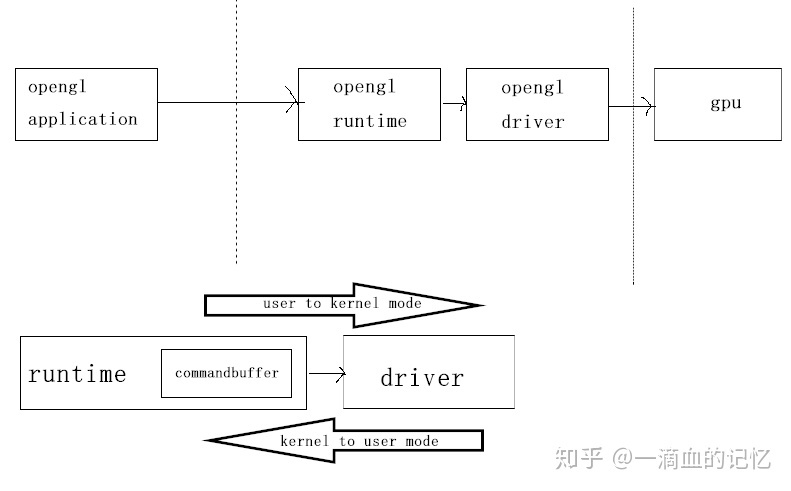 opengl
application
opengl
runtime
opengl
driver
gpu
user to kernel mode
runtime
commandbuffer
driver
kernel to user mode
知乎 @一滴血的记忆